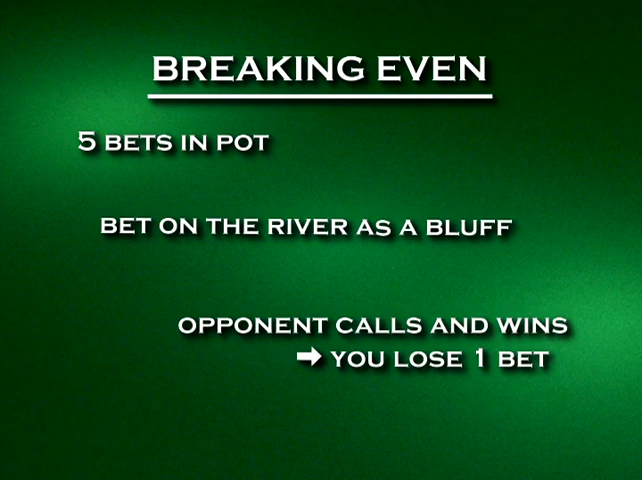 BREAKING EVEN
5 BETS IN POT
BET ON THE RIVER AS A BLUFF
OPPONENT CALLS AND WINS
➡ YOU LOSE 1 BET